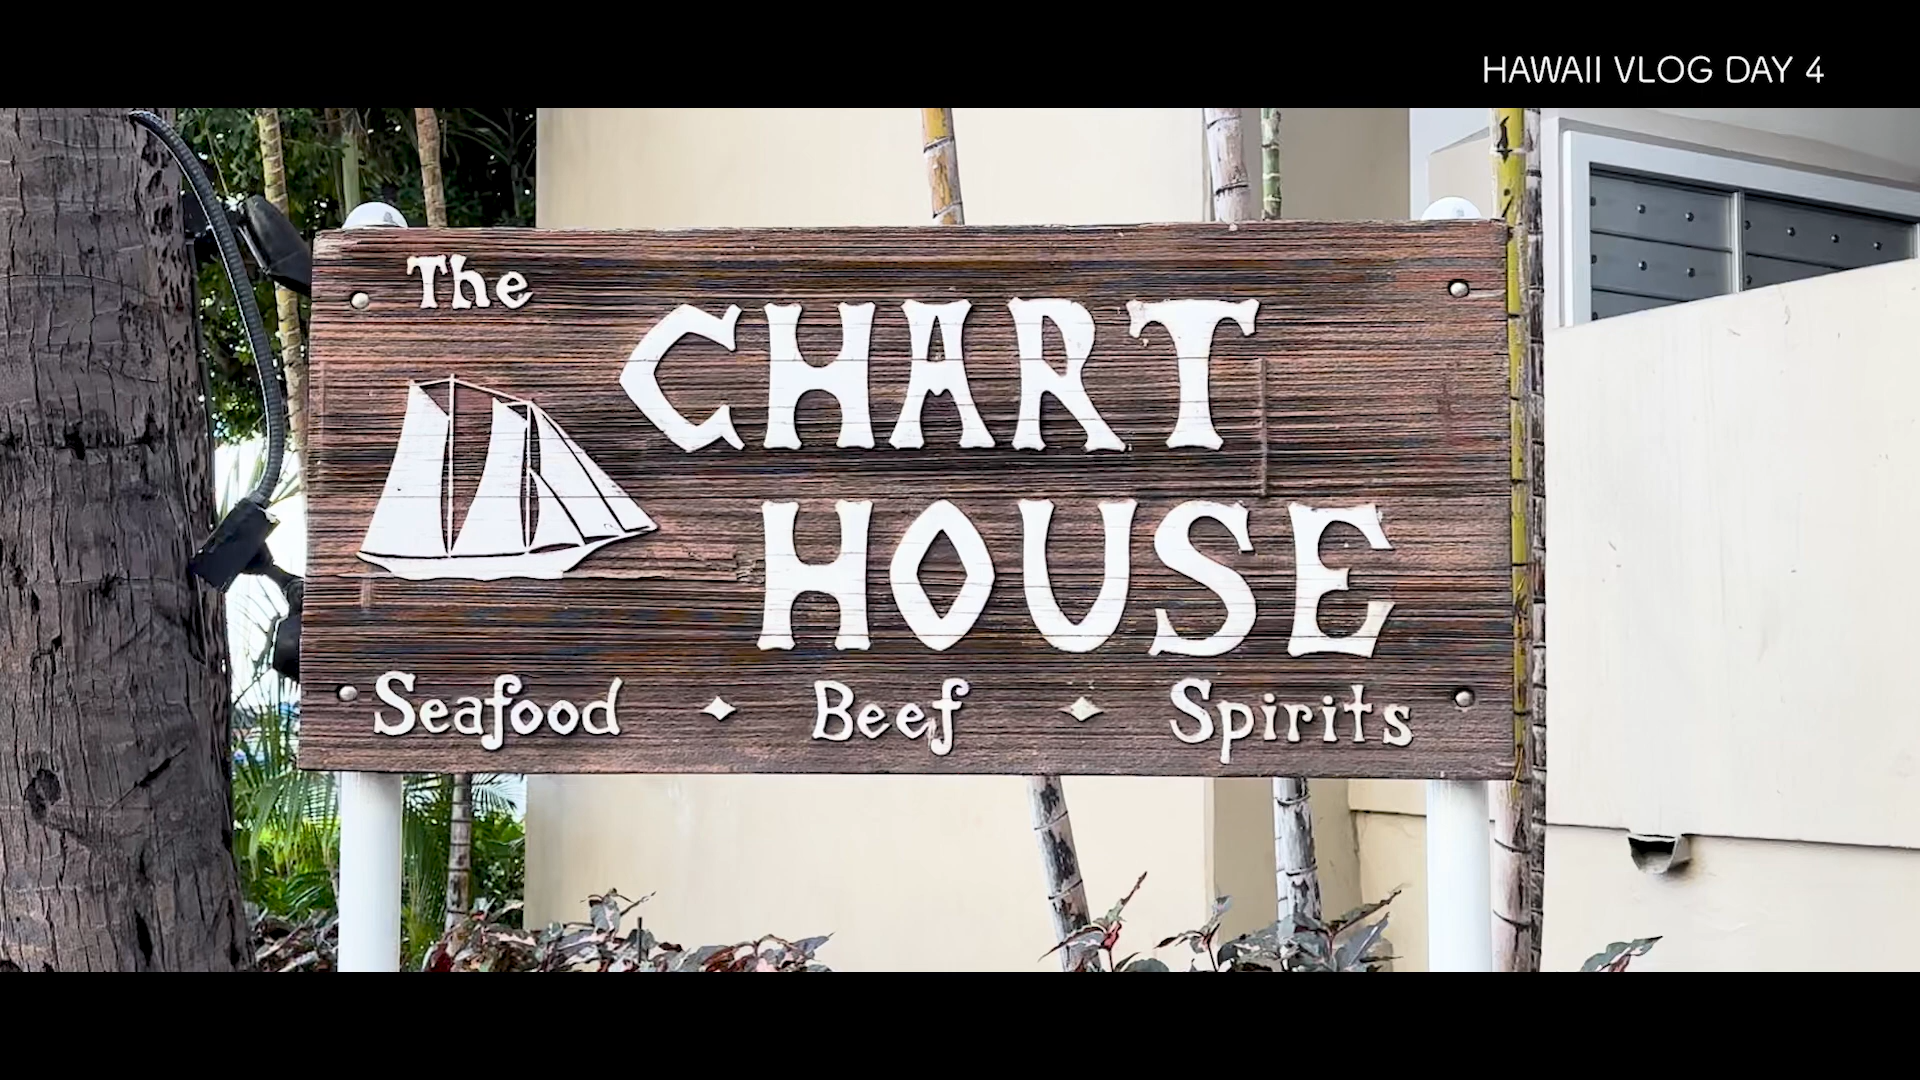 HAWAII VLOG DAY 4
The
CHART
HOUSE
Seafood Beef Spirits